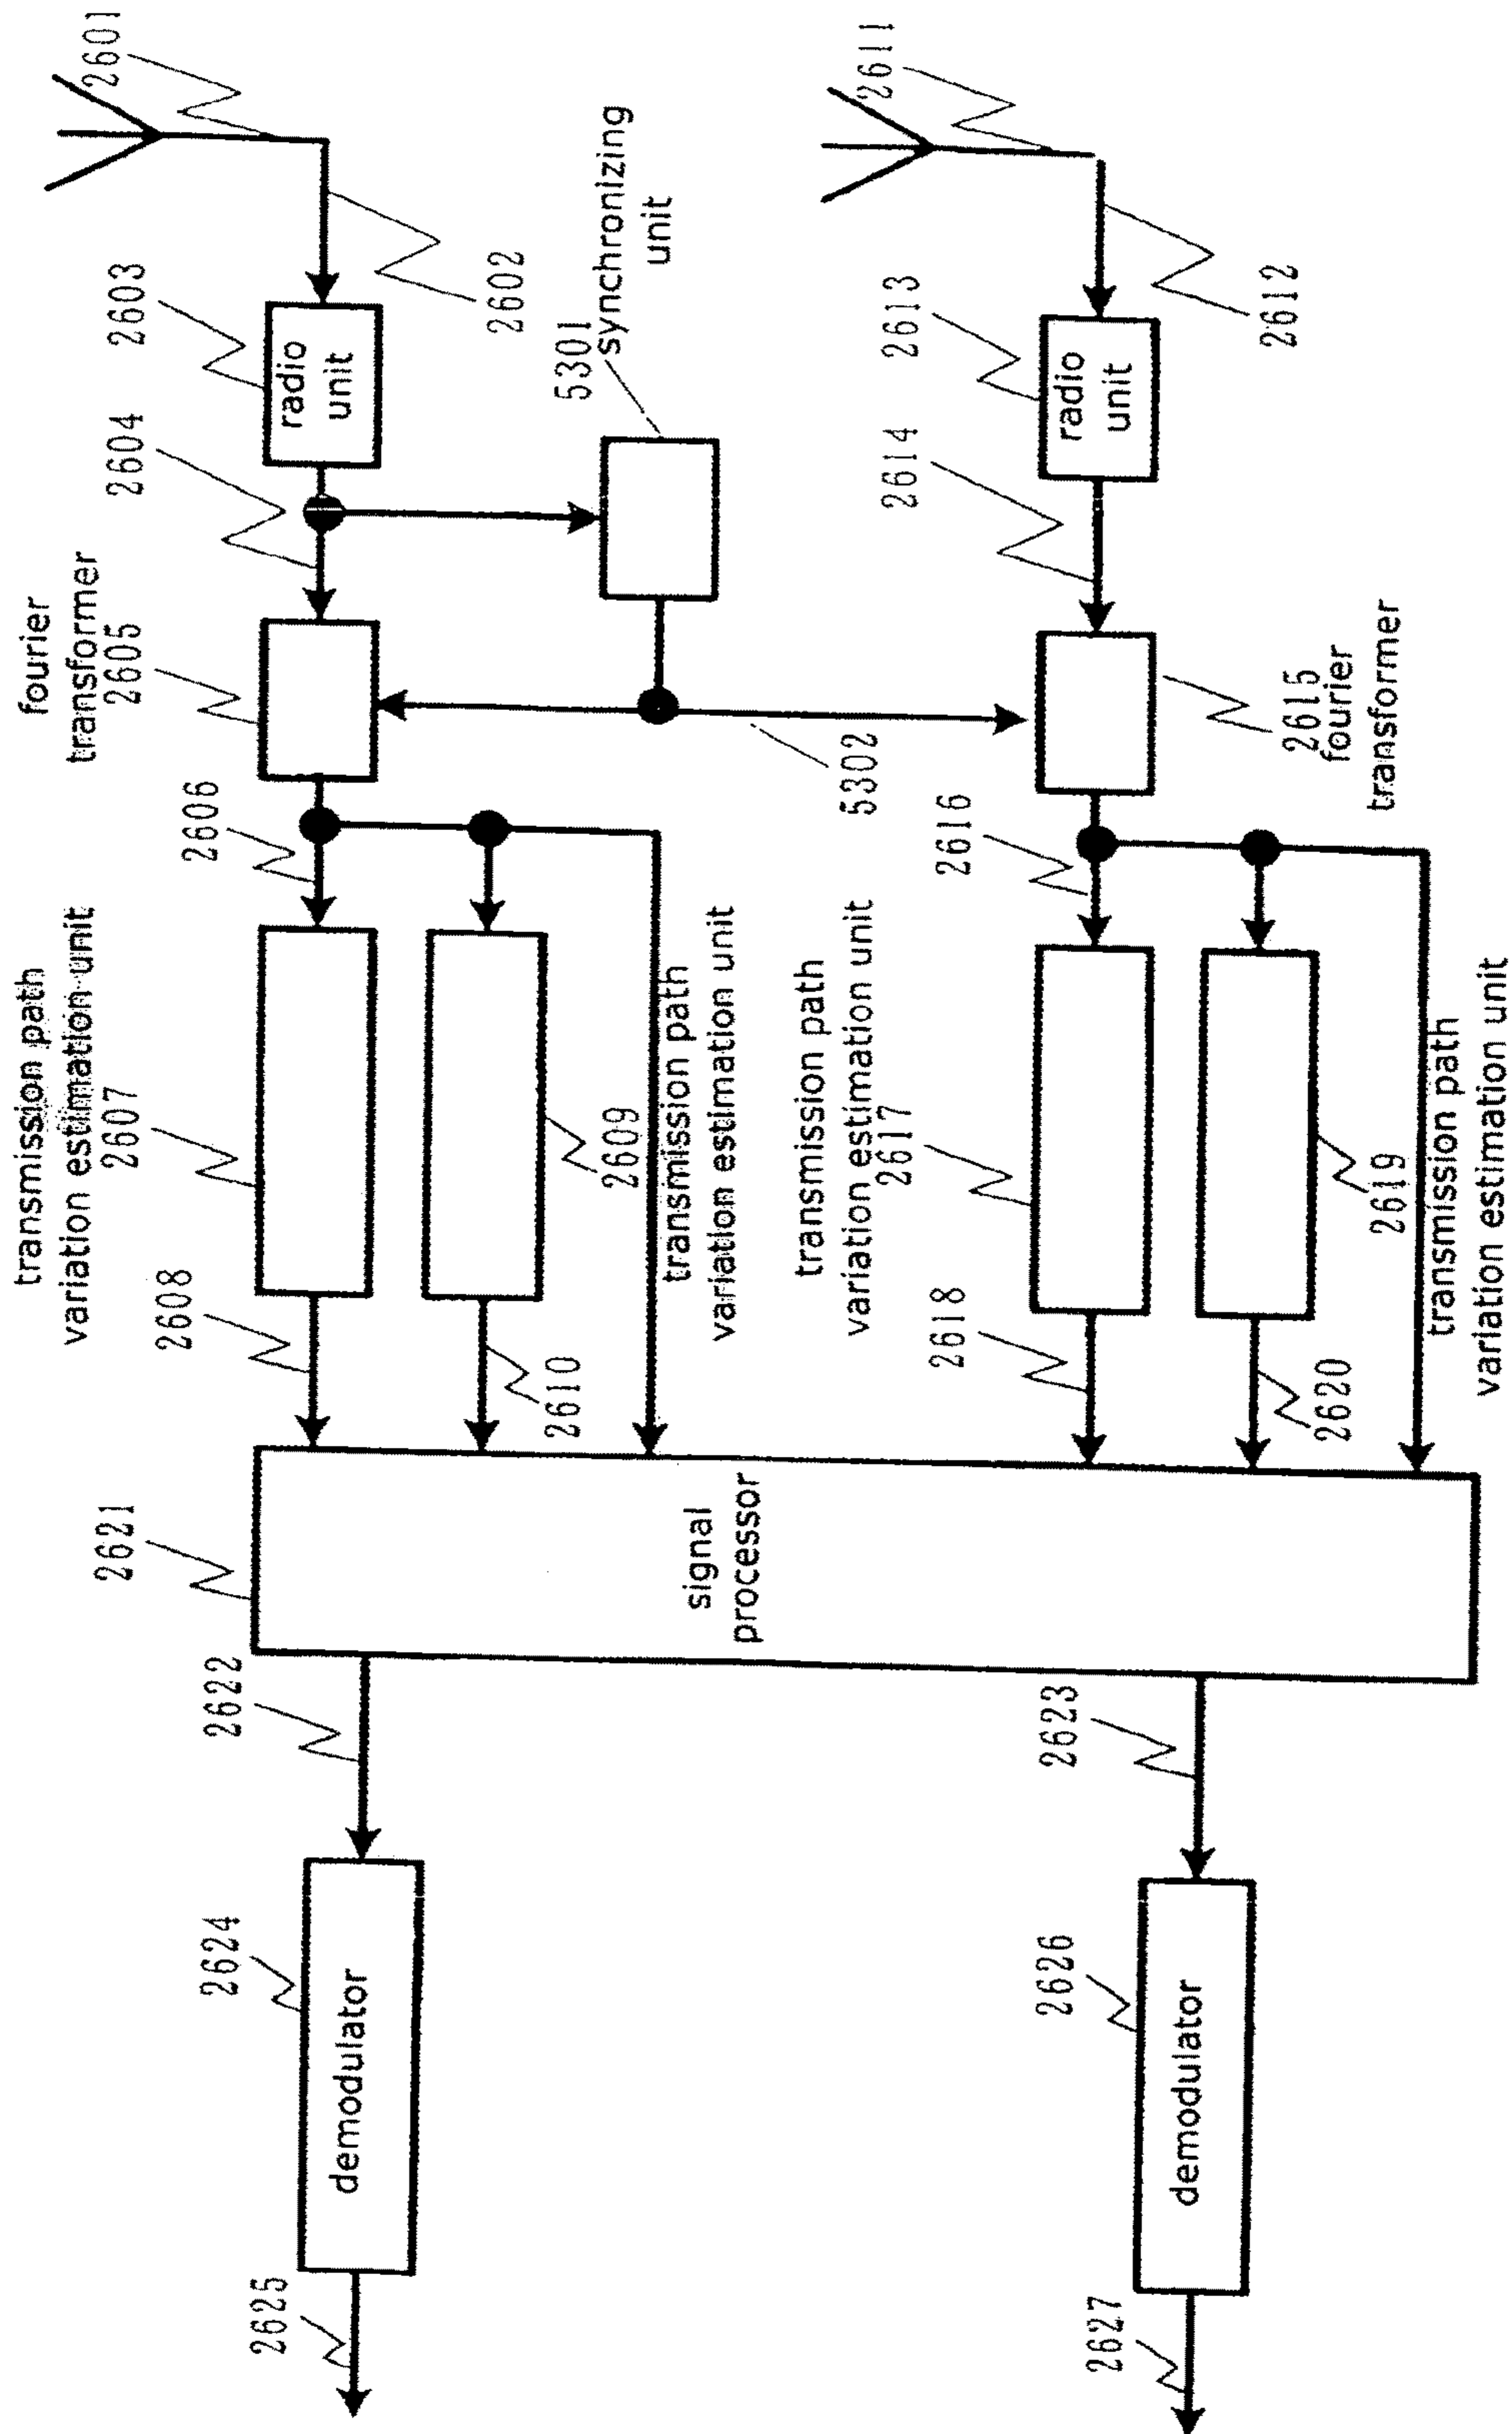 2601
2602
2603
radio
unit
2604
fourier
transformer
2605
5301
synchronizing
unit
5302
2606
transmission path
variation estimation unit
2607
2608
2609
transmission path
variation estimation unit
2610
2611
2612
2613
radio
unit
2614
2615
fourier
transformer
2616
transmission path
variation estimation unit
2617
2618
2619
transmission path
variation estimation unit
2620
2621
signal
processor
2622
2623
2624
demodulator
2625
2626
demodulator
2627